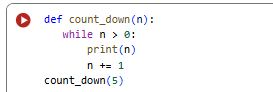 def count_down(n):
    while n > 0:
        print(n)
        n += 1
count_down(5)